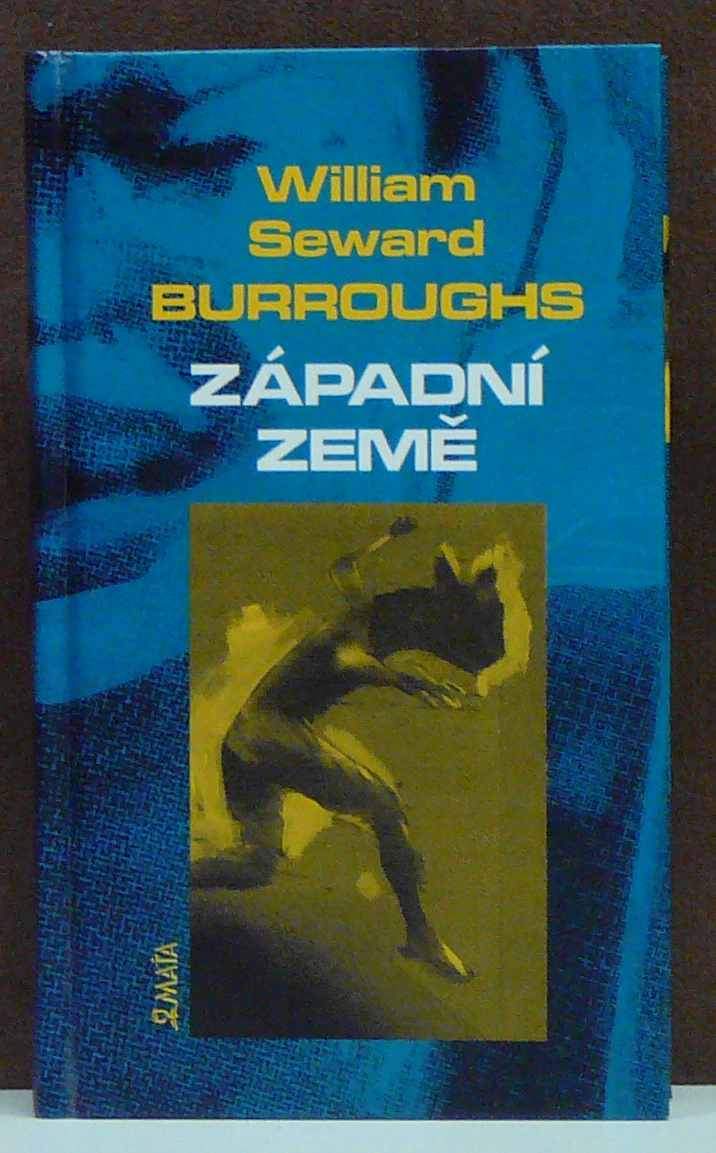 William
Seward
BURROUGHS
ZÁPADNÍ
ZEMĚ
MAŤA